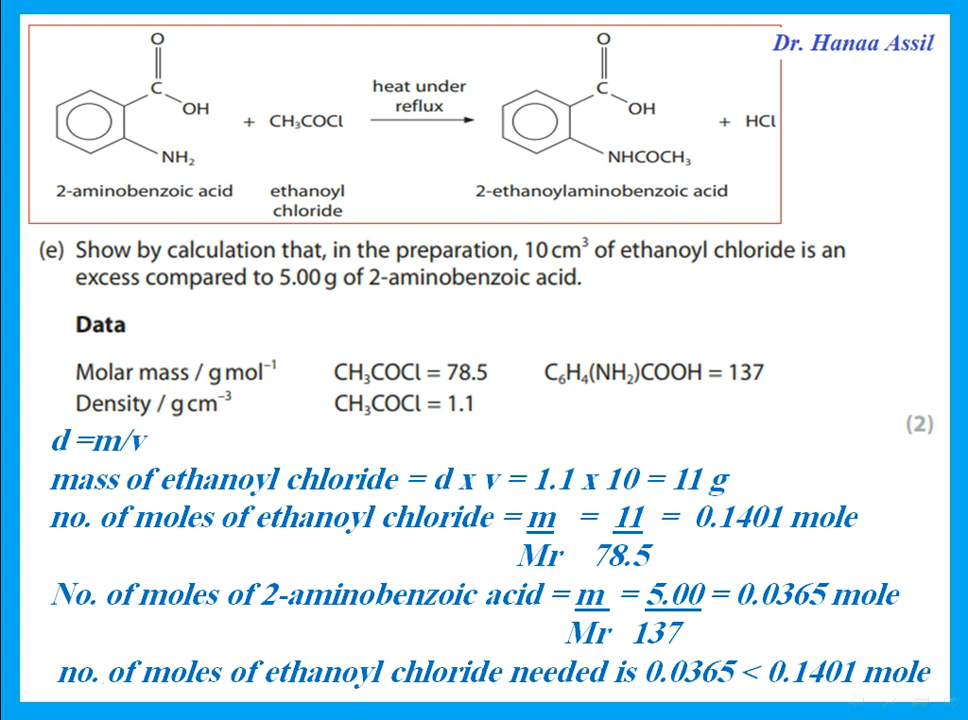 Dr. Hanaa Assil
O
O
C
C
heat under
reflux
OH
OH
+ CH₃COCl
+ HCl
NH₂
NHCOCH₃
2-aminobenzoic acid
ethanoyl
chloride
2-ethanoylaminobenzoic acid
(e) Show by calculation that, in the preparation, 10 cm³ of ethanoyl chloride is an
excess compared to 5.00 g of 2-aminobenzoic acid.
Data
Molar mass / g mol⁻¹ CH₃COCl = 78.5 C₆H₄(NH₂)COOH = 137
Density / g cm⁻³ CH₃COCl = 1.1
(2)
d =m/v
mass of ethanoyl chloride = d x v = 1.1 x 10 = 11 g
no. of moles of ethanoyl chloride = m = 11 = 0.1401 mole
Mr 78.5
No. of moles of 2-aminobenzoic acid = m = 5.00 = 0.0365 mole
Mr 137
no. of moles of ethanoyl chloride needed is 0.0365 < 0.1401 mole